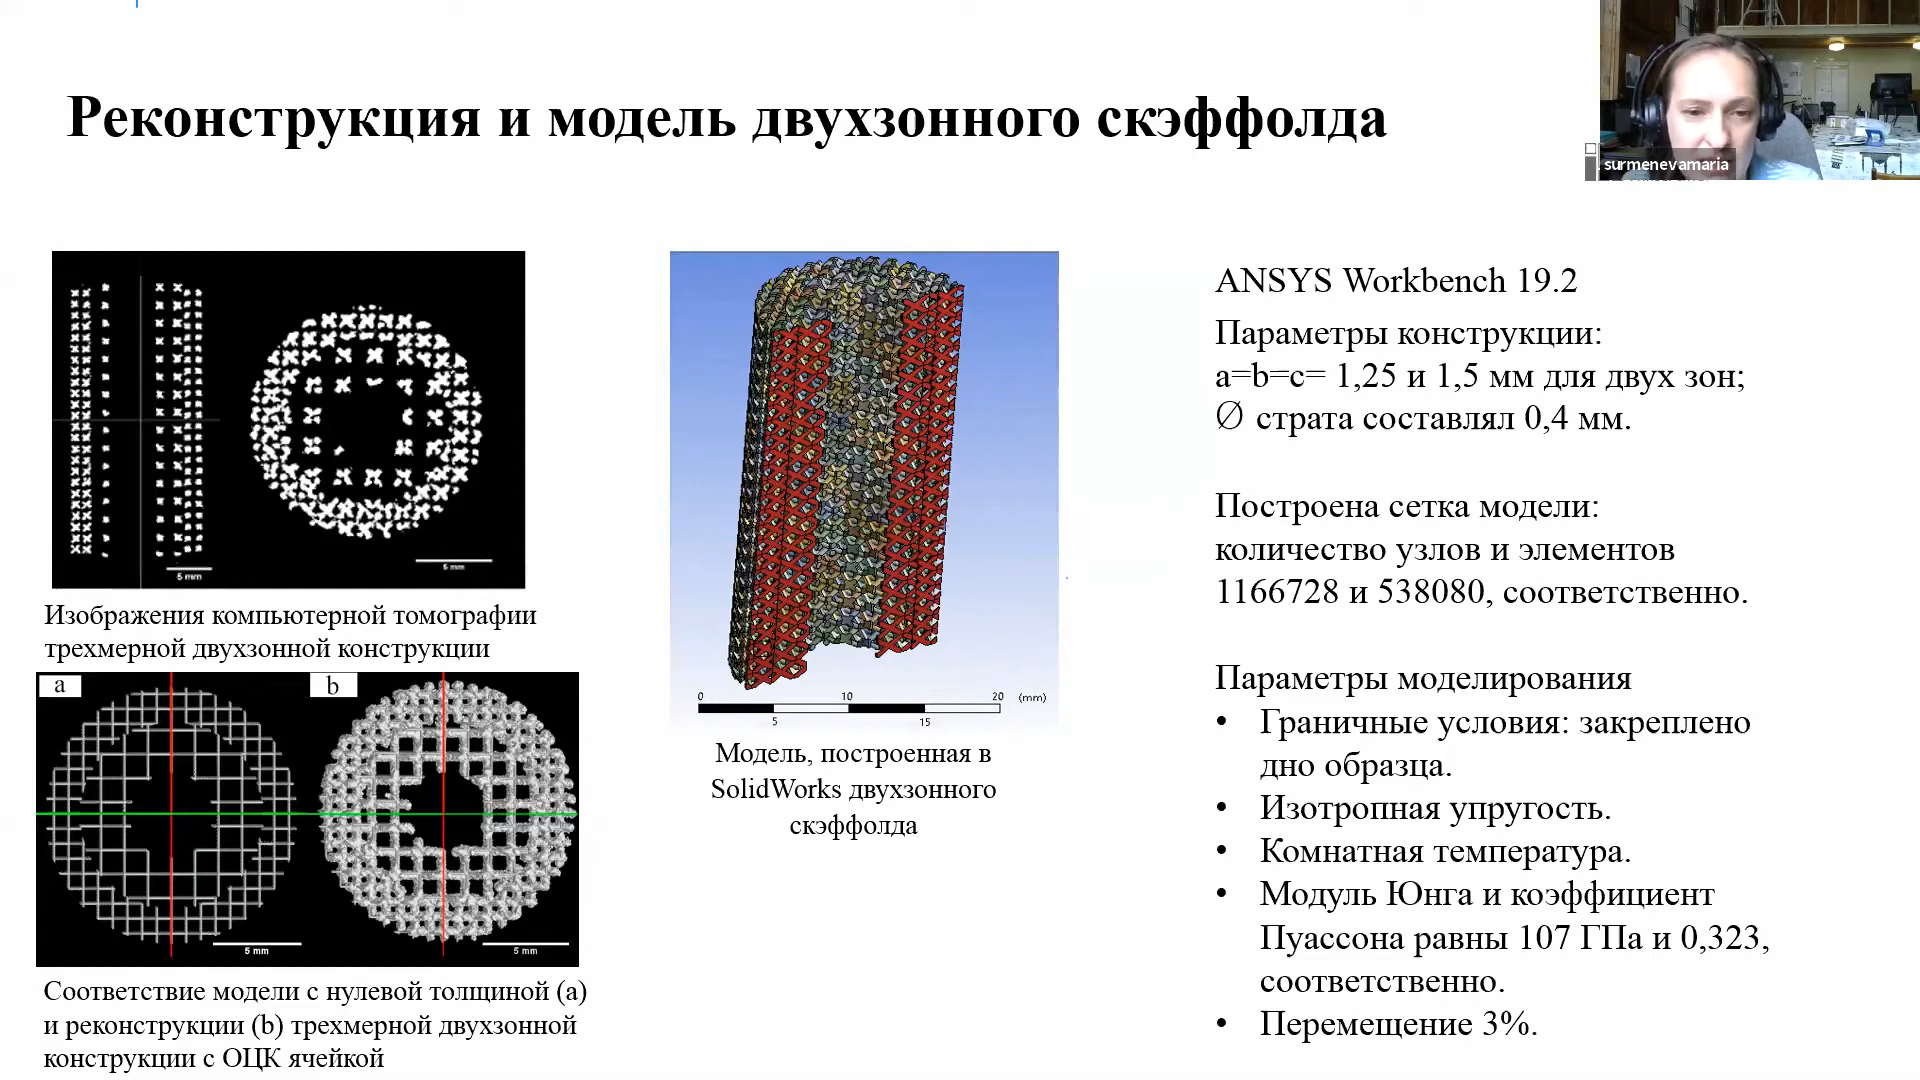 Реконструкция и модель двухзонного скэффолда
surmenevamaria
5 mm
5 mm
Изображения компьютерной томографии
трехмерной двухзонной конструкции
a
b
5 mm
5 mm
Соответствие модели с нулевой толщиной (a)
и реконструкции (b) трехмерной двухзонной
конструкции с ОЦК ячейкой
0
10
20
(mm)
5
15
Модель, построенная в
SolidWorks двухзонного
скэффолда
ANSYS Workbench 19.2
Параметры конструкции:
a=b=c= 1,25 и 1,5 мм для двух зон;
∅ страта составлял 0,4 мм.
Построена сетка модели:
количество узлов и элементов
1166728 и 538080, соответственно.
Параметры моделирования
• Граничные условия: закреплено
дно образца.
• Изотропная упругость.
• Комнатная температура.
• Модуль Юнга и коэффициент
Пуассона равны 107 ГПа и 0,323,
соответственно.
• Перемещение 3%.